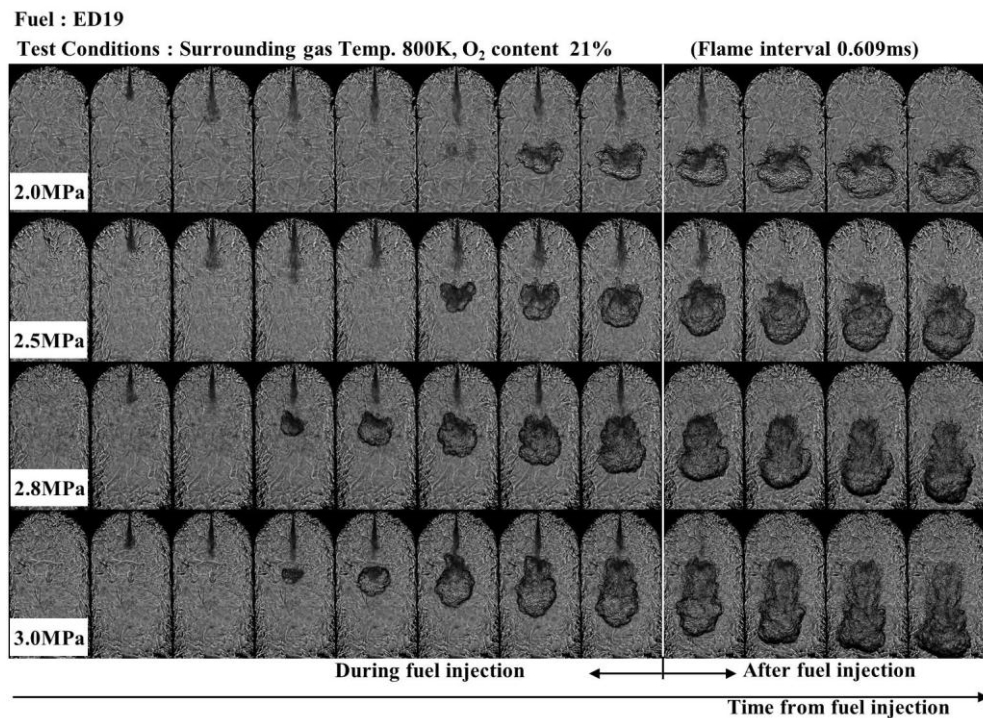 Fuel : ED19
Test Conditions : Surrounding gas Temp. 800K, O₂ content 21% (Flame interval 0.609ms)
2.0MPa
2.5MPa
2.8MPa
3.0MPa
During fuel injection After fuel injection
Time from fuel injection